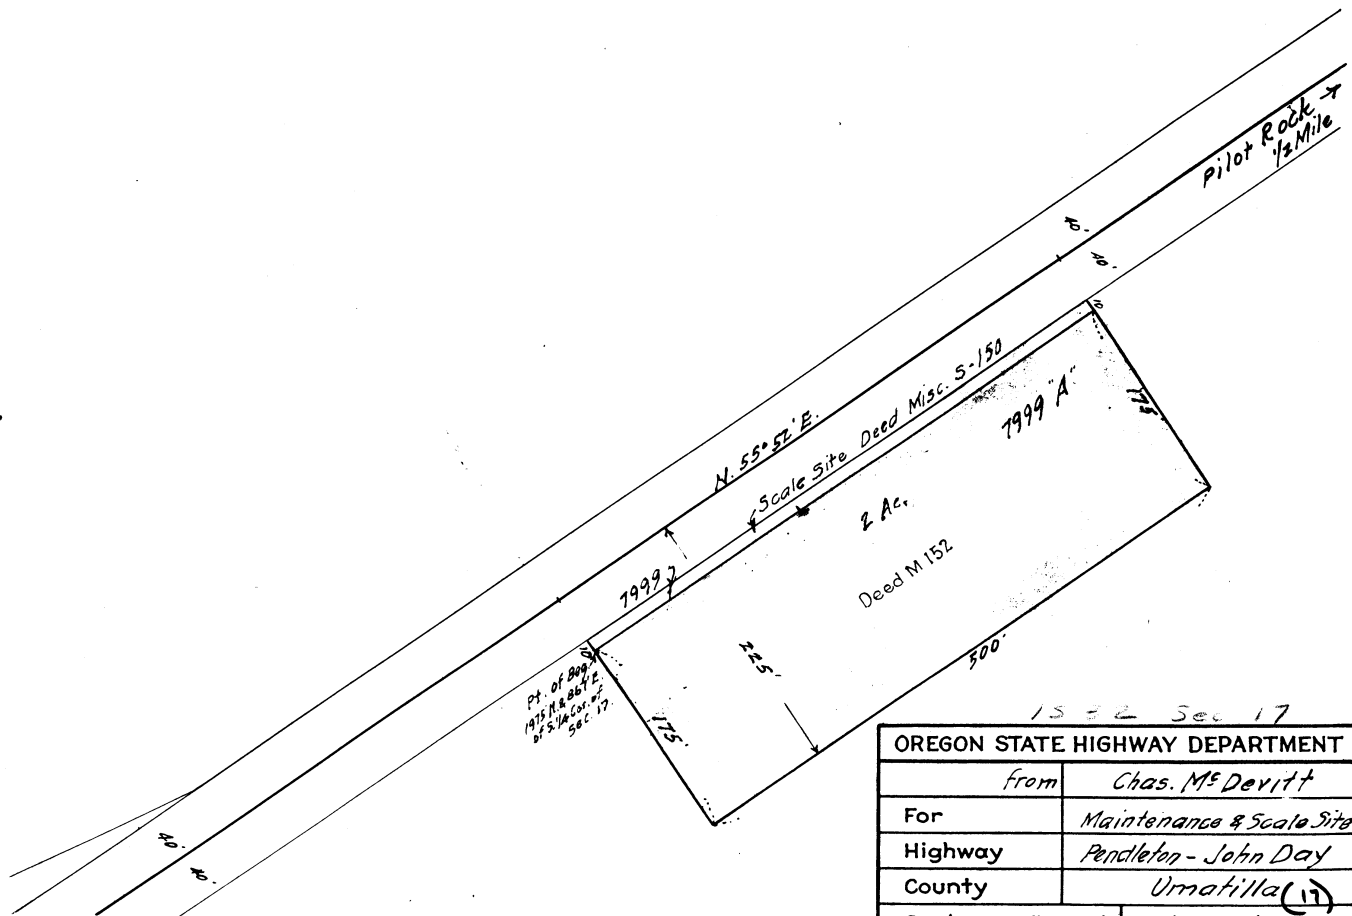 Pilot Rock →
1/2 Mile
40'
40'
10'
N. 55° 52' E.
Scale Site Deed Misc. S-150
7999 "A"
175'
2 Ac.
Deed M 152
7999
225'
500'
10'
Pt. of Beg.
1975 N. & 867' E.
of S. 1/4 Cor. of
Sec. 17.
175'
40'
40'
Sec 17
OREGON STATE HIGHWAY DEPARTMENT
from Chas. McDevitt
For Maintenance & Scale Site
Highway Pendleton - John Day
County Umatilla (17)